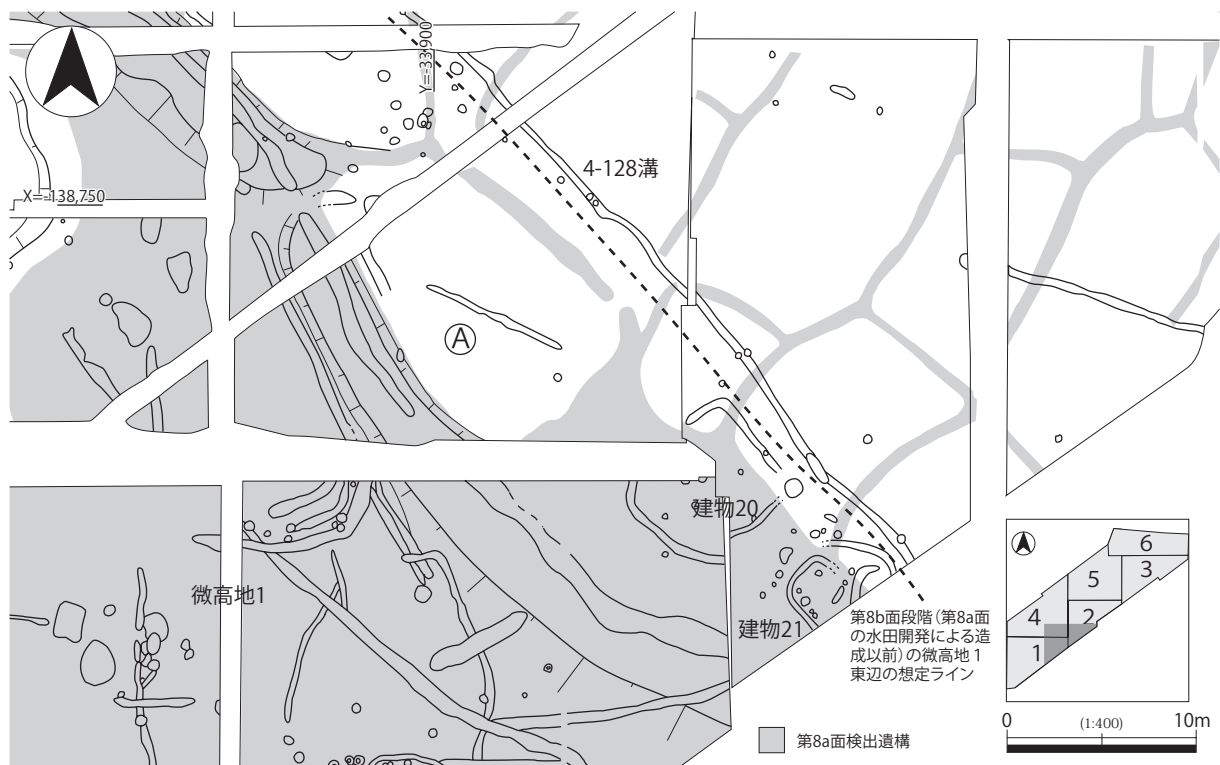 Y=-33,900
4-128溝
X=-138,750
A
建物20
微高地1
建物21
第8b面段階（第8a面
の水田開発による造
成以前）の微高地1
東辺の想定ライン
6
5
3
4
2
1
0
(1:400)
10m
第8a面検出遺構